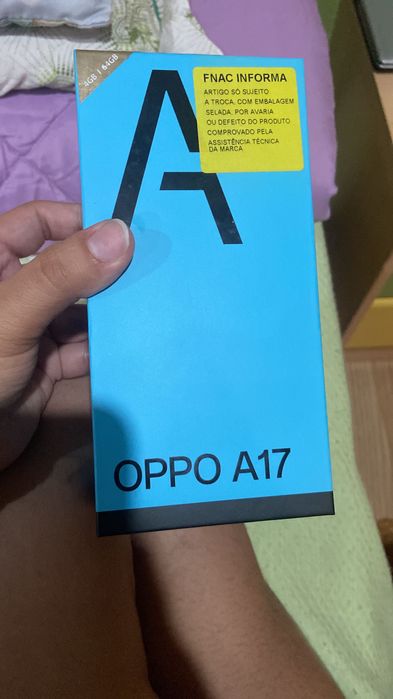 4GB | 64GB
FNAC INFORMA
ARTIGO SÓ SUJEITO
A TROCA, COM EMBALAGEM
SELADA, POR AVARIA
OU DEFEITO DO PRODUTO
COMPROVADO PELA
ASSISTÊNCIA TÉCNICA
DA MARCA
A
OPPO A17